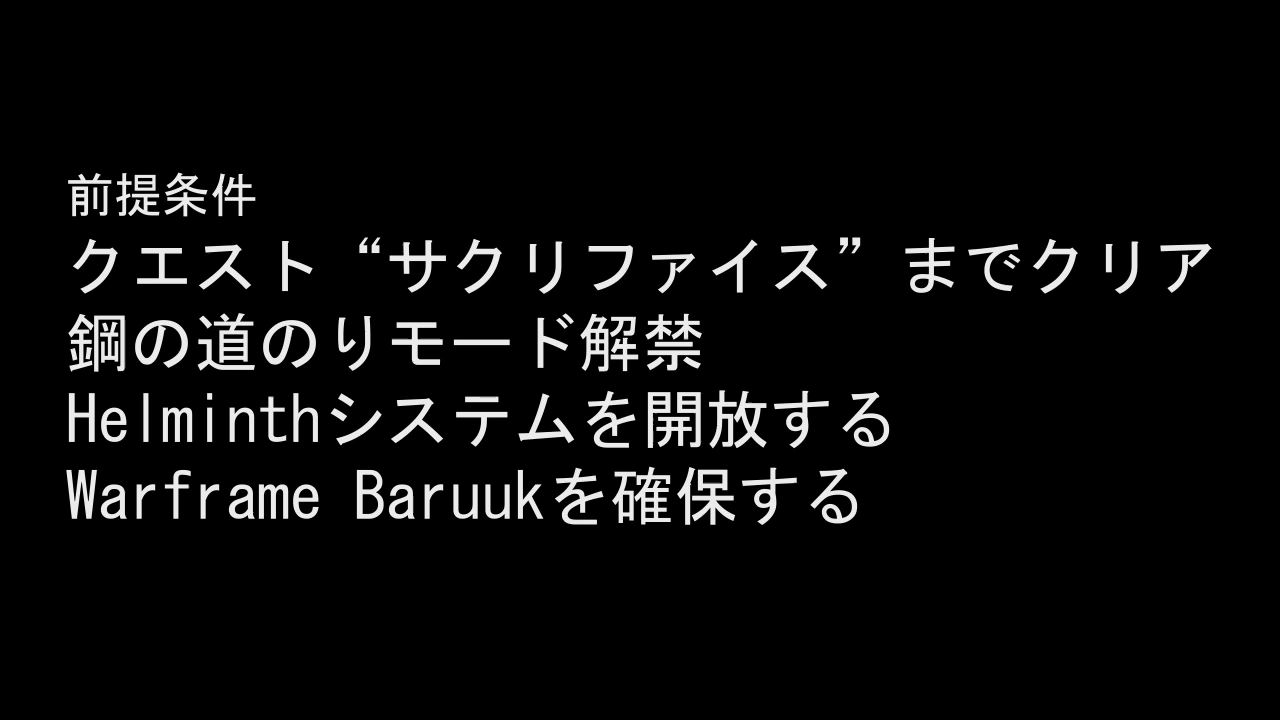 前提条件
クエスト“サクリファイス”までクリア
鋼の道のりモード解禁
Helminthシステムを開放する
Warframe Baruukを確保する